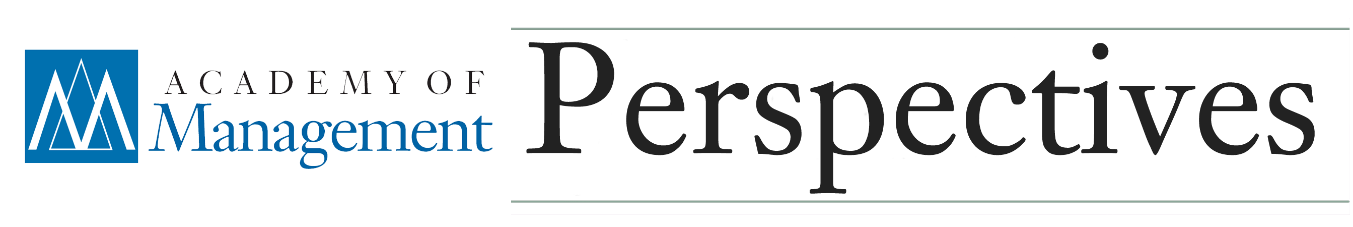 ACADEMY OF
Management
Perspectives